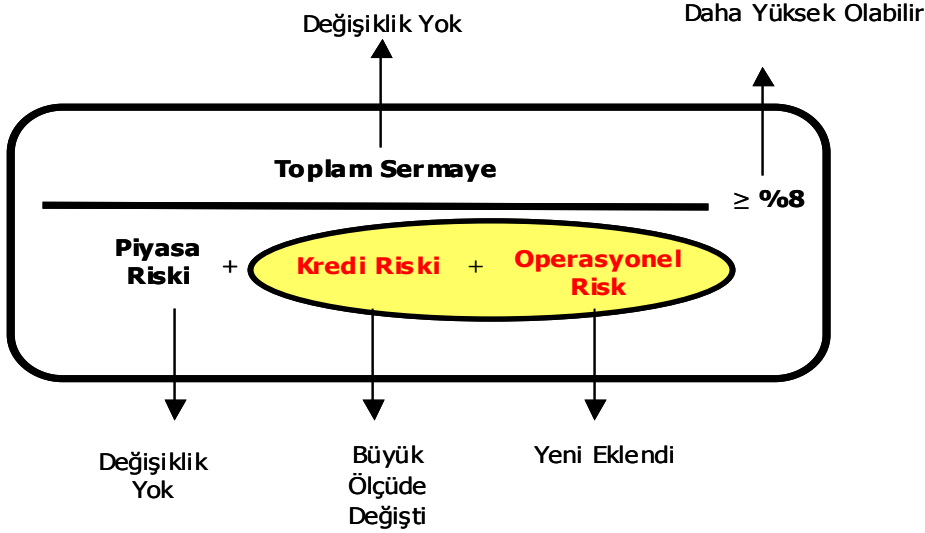 Değişiklik Yok
Daha Yüksek Olabilir
Toplam Sermaye
≥ %8
Piyasa
Riski
+
Kredi Riski
+
Operasyonel
Risk
Değişiklik
Yok
Büyük
Ölçüde
Değişti
Yeni Eklendi